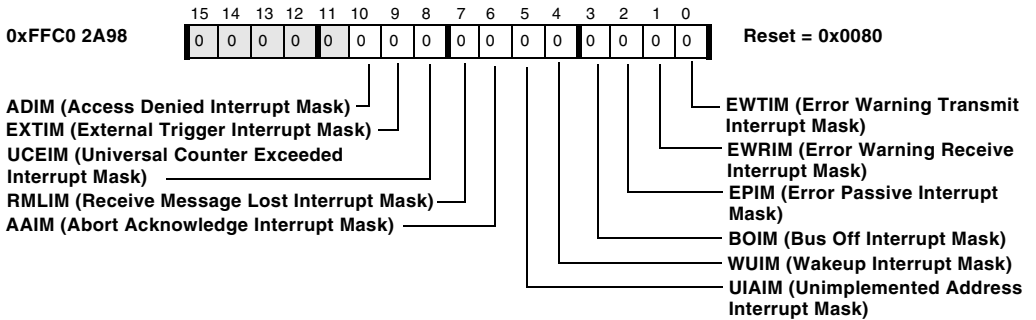 15 14 13 12 11 10 9 8 7 6 5 4 3 2 1 0
0xFFC0 2A98
0 0 0 0 0 0 0 0 0 0 0 0 0 0 0 0
Reset = 0x0080
ADIM (Access Denied Interrupt Mask)
EXTIM (External Trigger Interrupt Mask)
UCEIM (Universal Counter Exceeded
Interrupt Mask)
RMLIM (Receive Message Lost Interrupt Mask)
AAIM (Abort Acknowledge Interrupt Mask)
EWTIM (Error Warning Transmit
Interrupt Mask)
EWRIM (Error Warning Receive
Interrupt Mask)
EPIM (Error Passive Interrupt
Mask)
BOIM (Bus Off Interrupt Mask)
WUIM (Wakeup Interrupt Mask)
UIAIM (Unimplemented Address
Interrupt Mask)